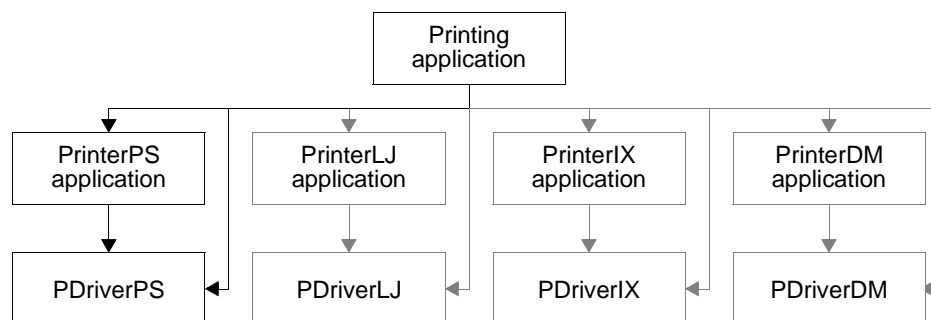 Printing
application
PrinterPS
application
PrinterLJ
application
PrinterIX
application
PrinterDM
application
PDriverPS
PDriverLJ
PDriverIX
PDriverDM